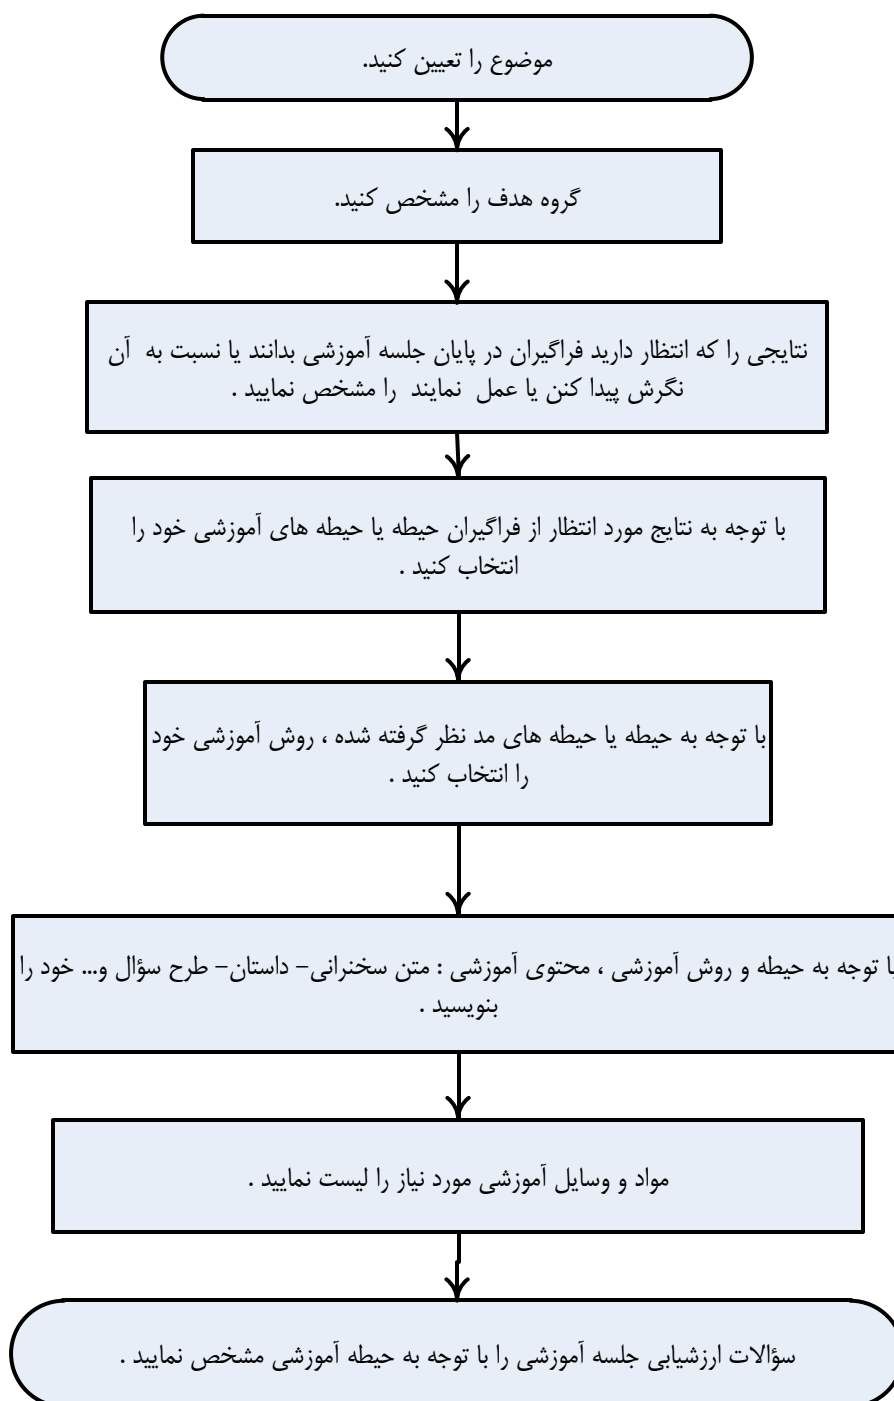 موضوع را تعیین کنید.
گروه هدف را مشخص کنید.
نتایجی را که انتظار دارید فراگیران در پایان جلسه آموزشی بدانند یا نسبت به آن
نگرش پیدا کنن یا عمل نمایند را مشخص نمایید .
با توجه به نتایج مورد انتظار از فراگیران حیطه یا حیطه های آموزشی خود را
انتخاب کنید .
با توجه به حیطه یا حیطه های مد نظر گرفته شده ، روش آموزشی خود
را انتخاب کنید .
با توجه به حیطه و روش آموزشی ، محتوی آموزشی : متن سخنرانی– داستان– طرح سؤال و... خود را
بنویسید .
مواد و وسایل آموزشی مورد نیاز را لیست نمایید .
سؤالات ارزشیابی جلسه آموزشی را با توجه به حیطه آموزشی مشخص نمایید .